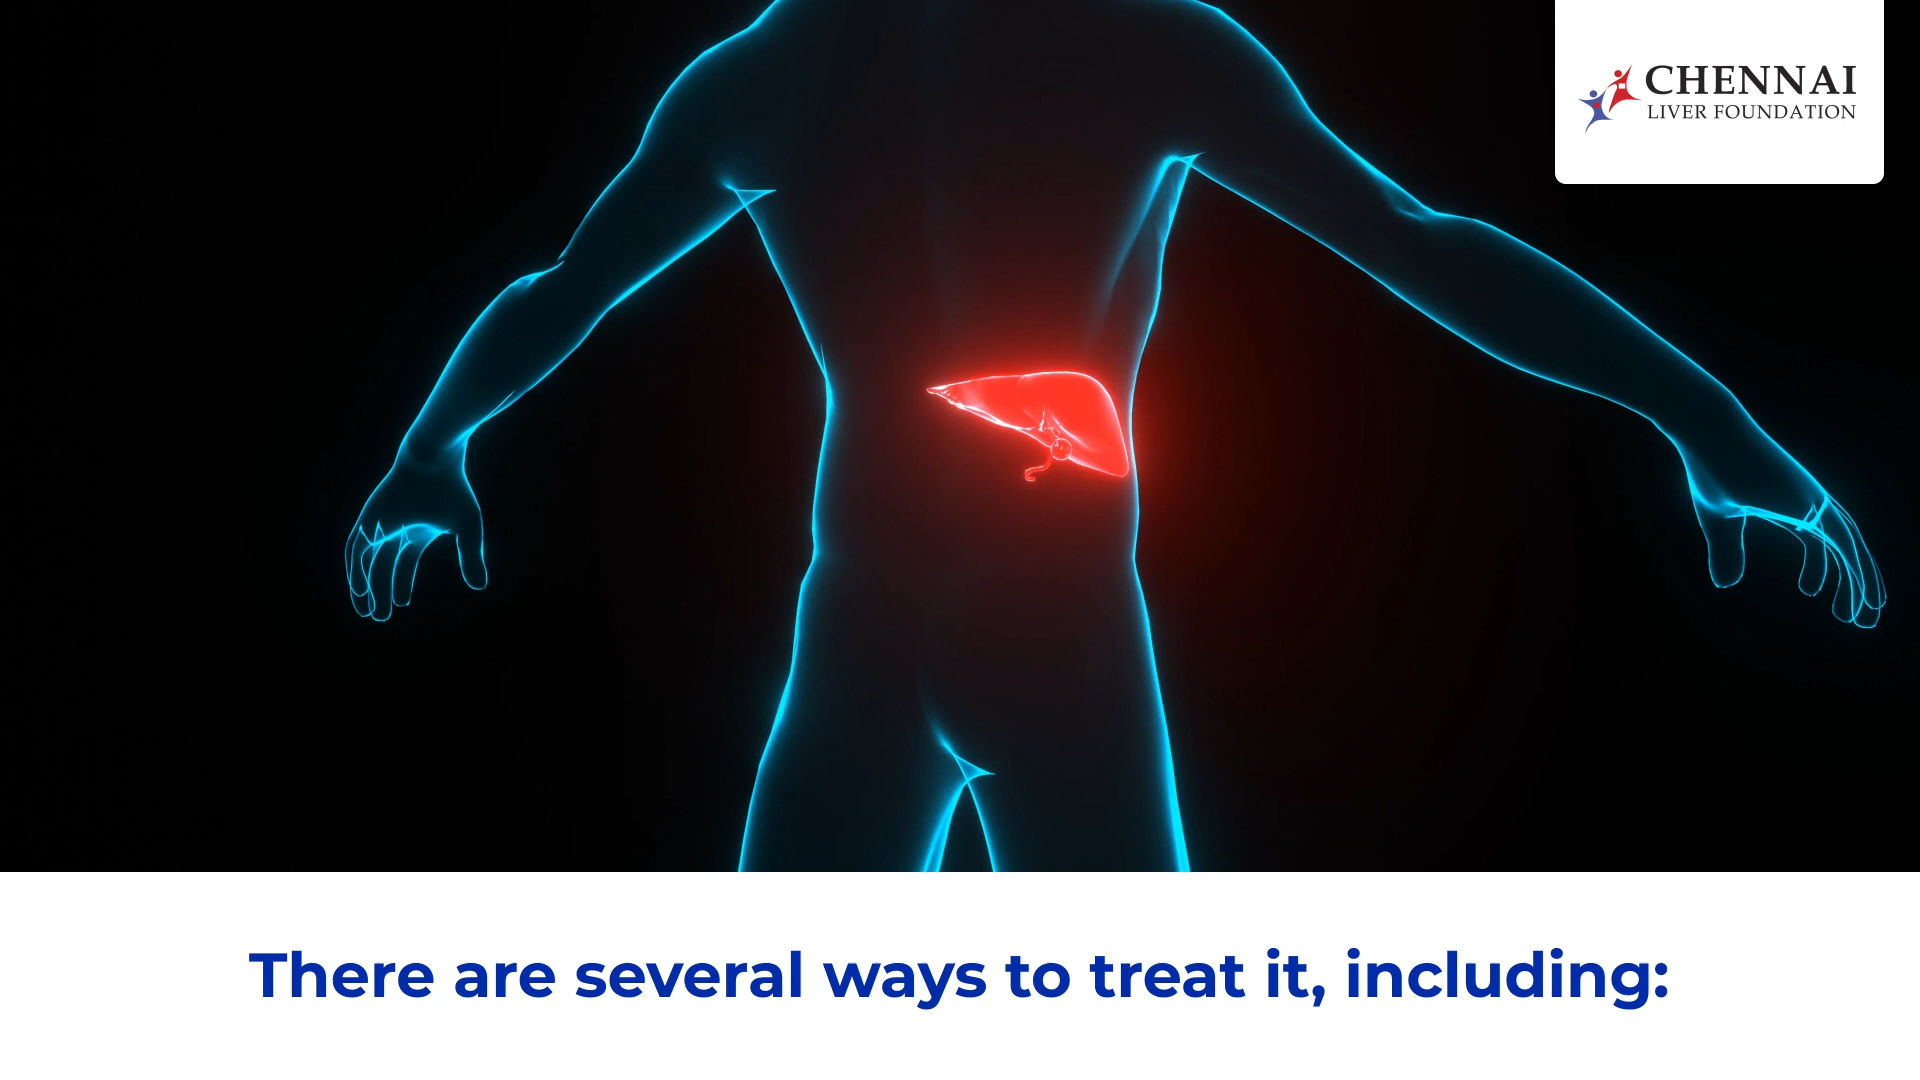 CHENNAI
LIVER FOUNDATION
There are several ways to treat it, including: